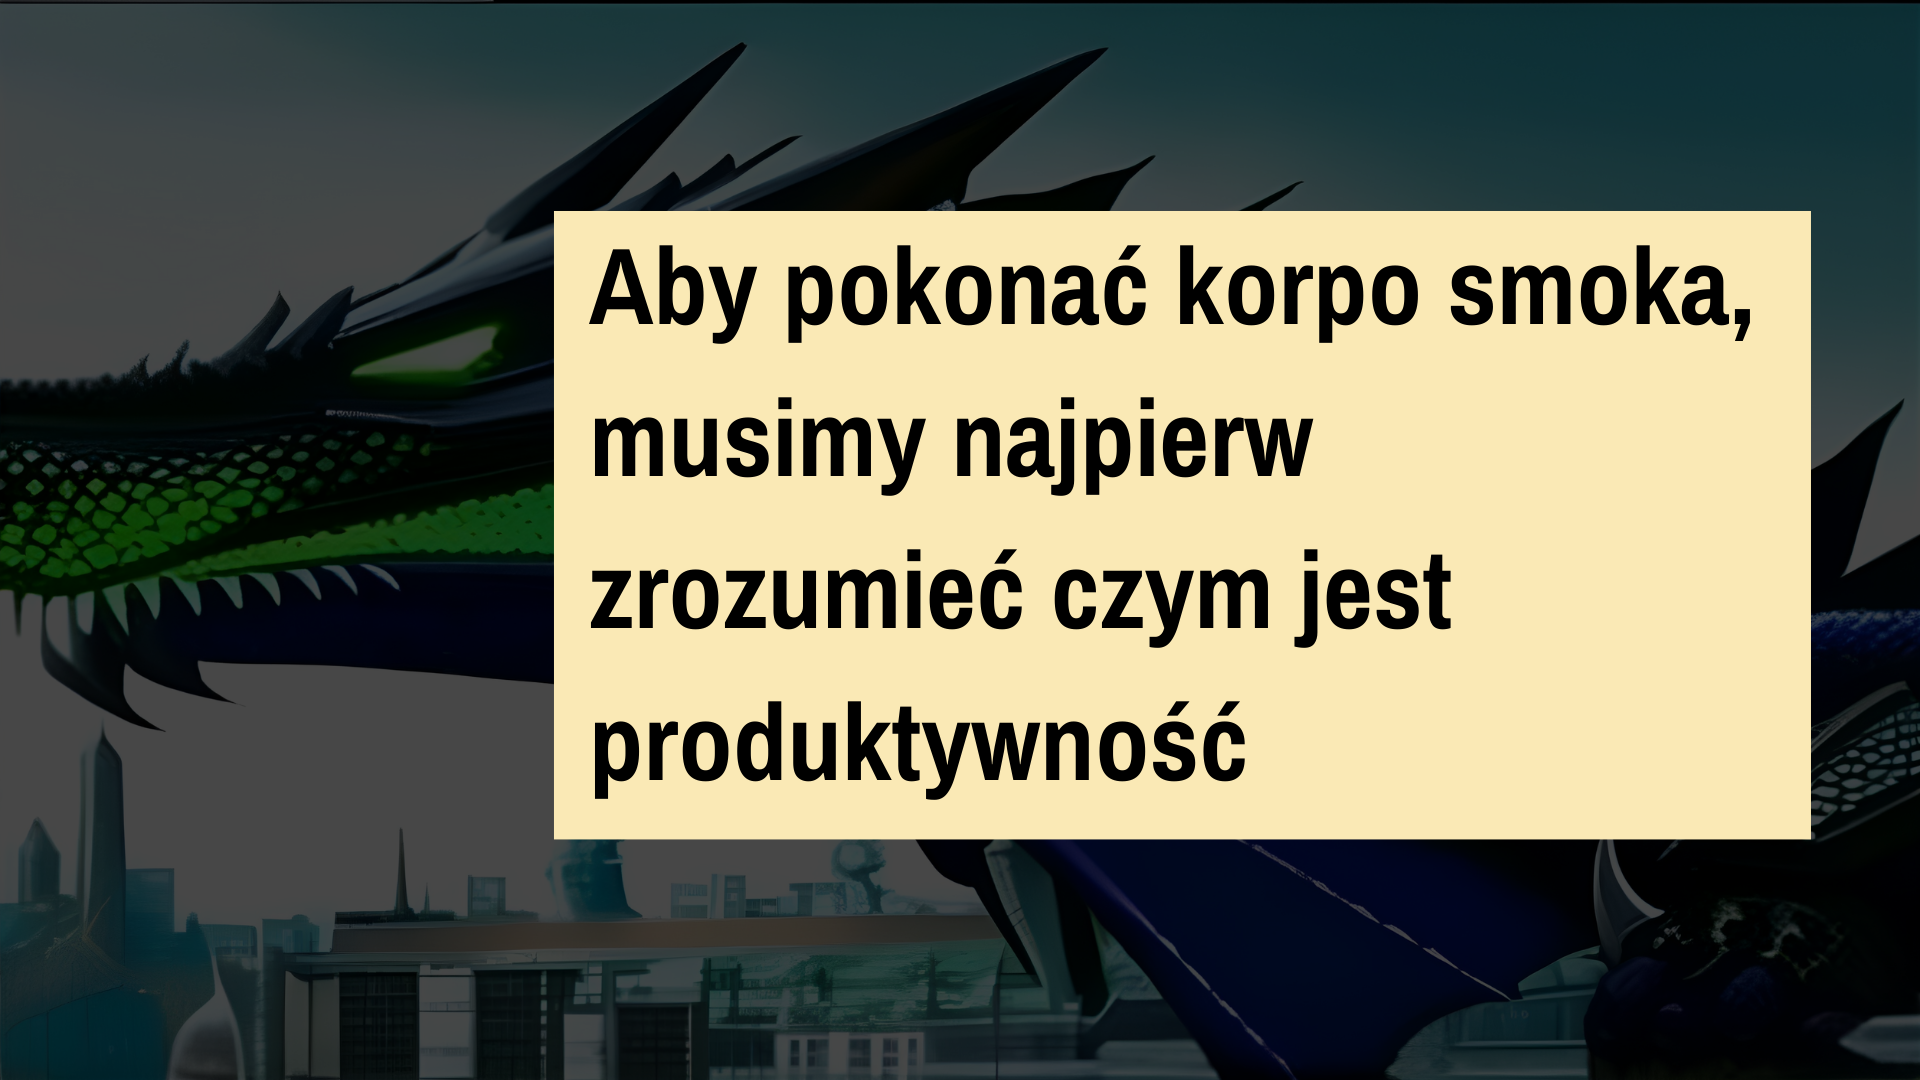 Aby pokonać korpo smoka,
musimy najpierw
zrozumieć czym jest
produktywność